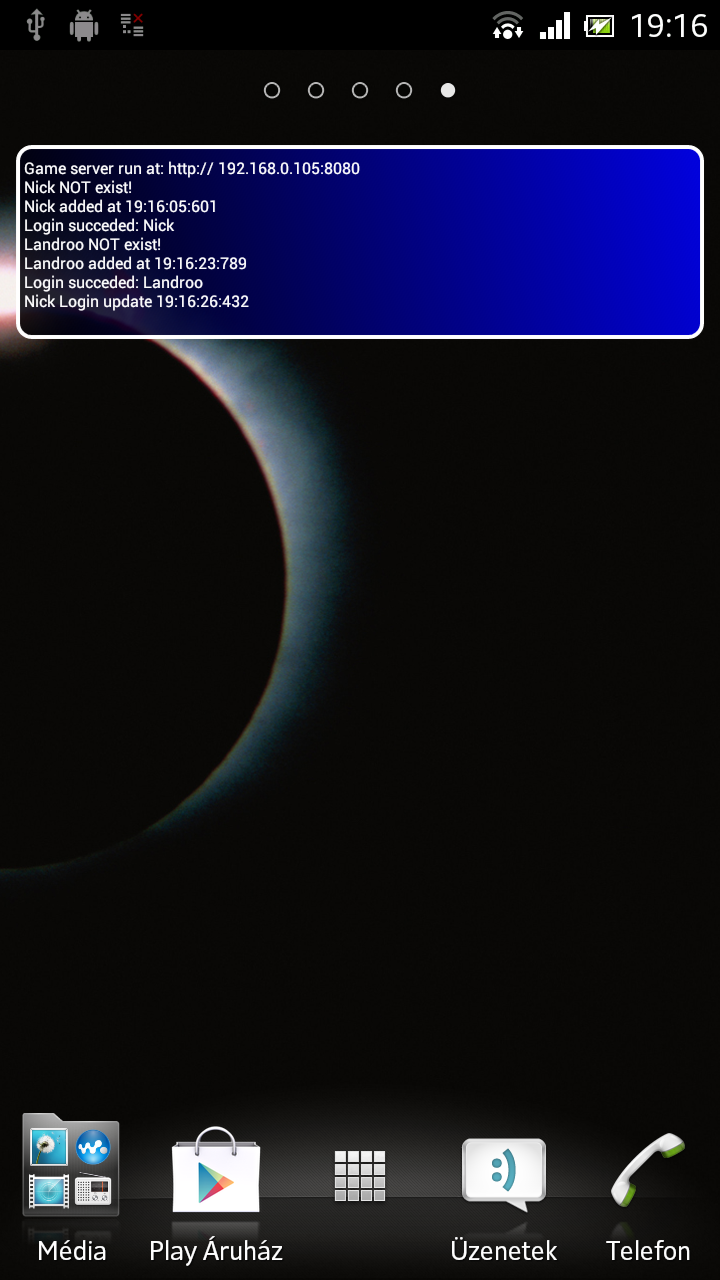 19:16
Game server run at: http:// 192.168.0.105:8080
Nick NOT exist!
Nick added at 19:16:05:601
Login succeded: Nick
Landroo NOT exist!
Landroo added at 19:16:23:789
Login succeded: Landroo
Nick Login update 19:16:26:432
Média
Play Áruház
Üzenetek
Telefon